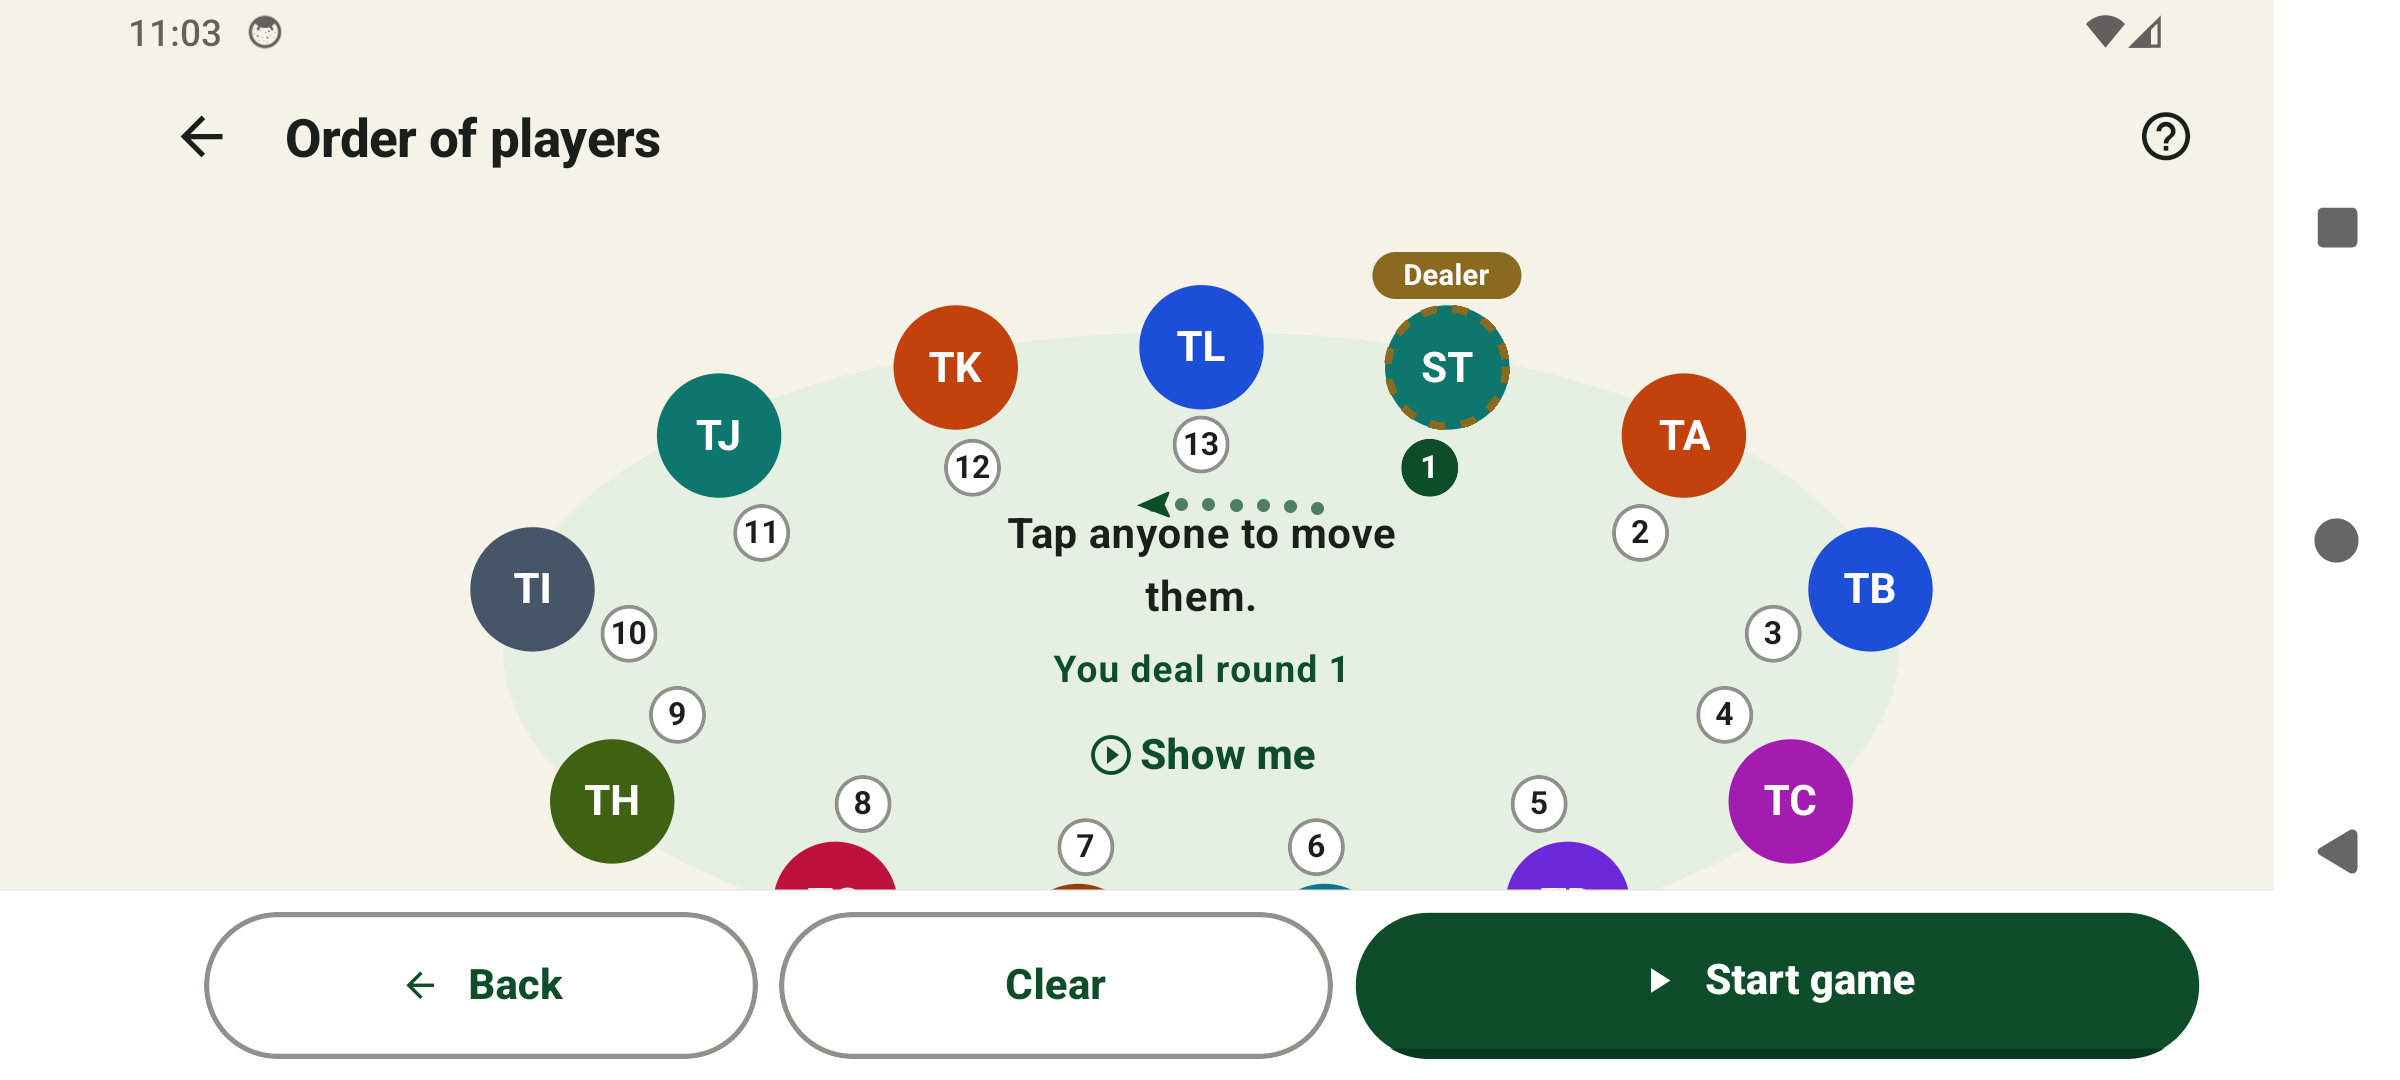 11:03
Order of players
Dealer
TL
TK
ST
TJ
TA
13
12
1
11
2
Tap anyone to move
them.
TI
TB
10
3
You deal round 1
9
4
Show me
TH
TC
8
5
7
6
Back
Clear
Start game